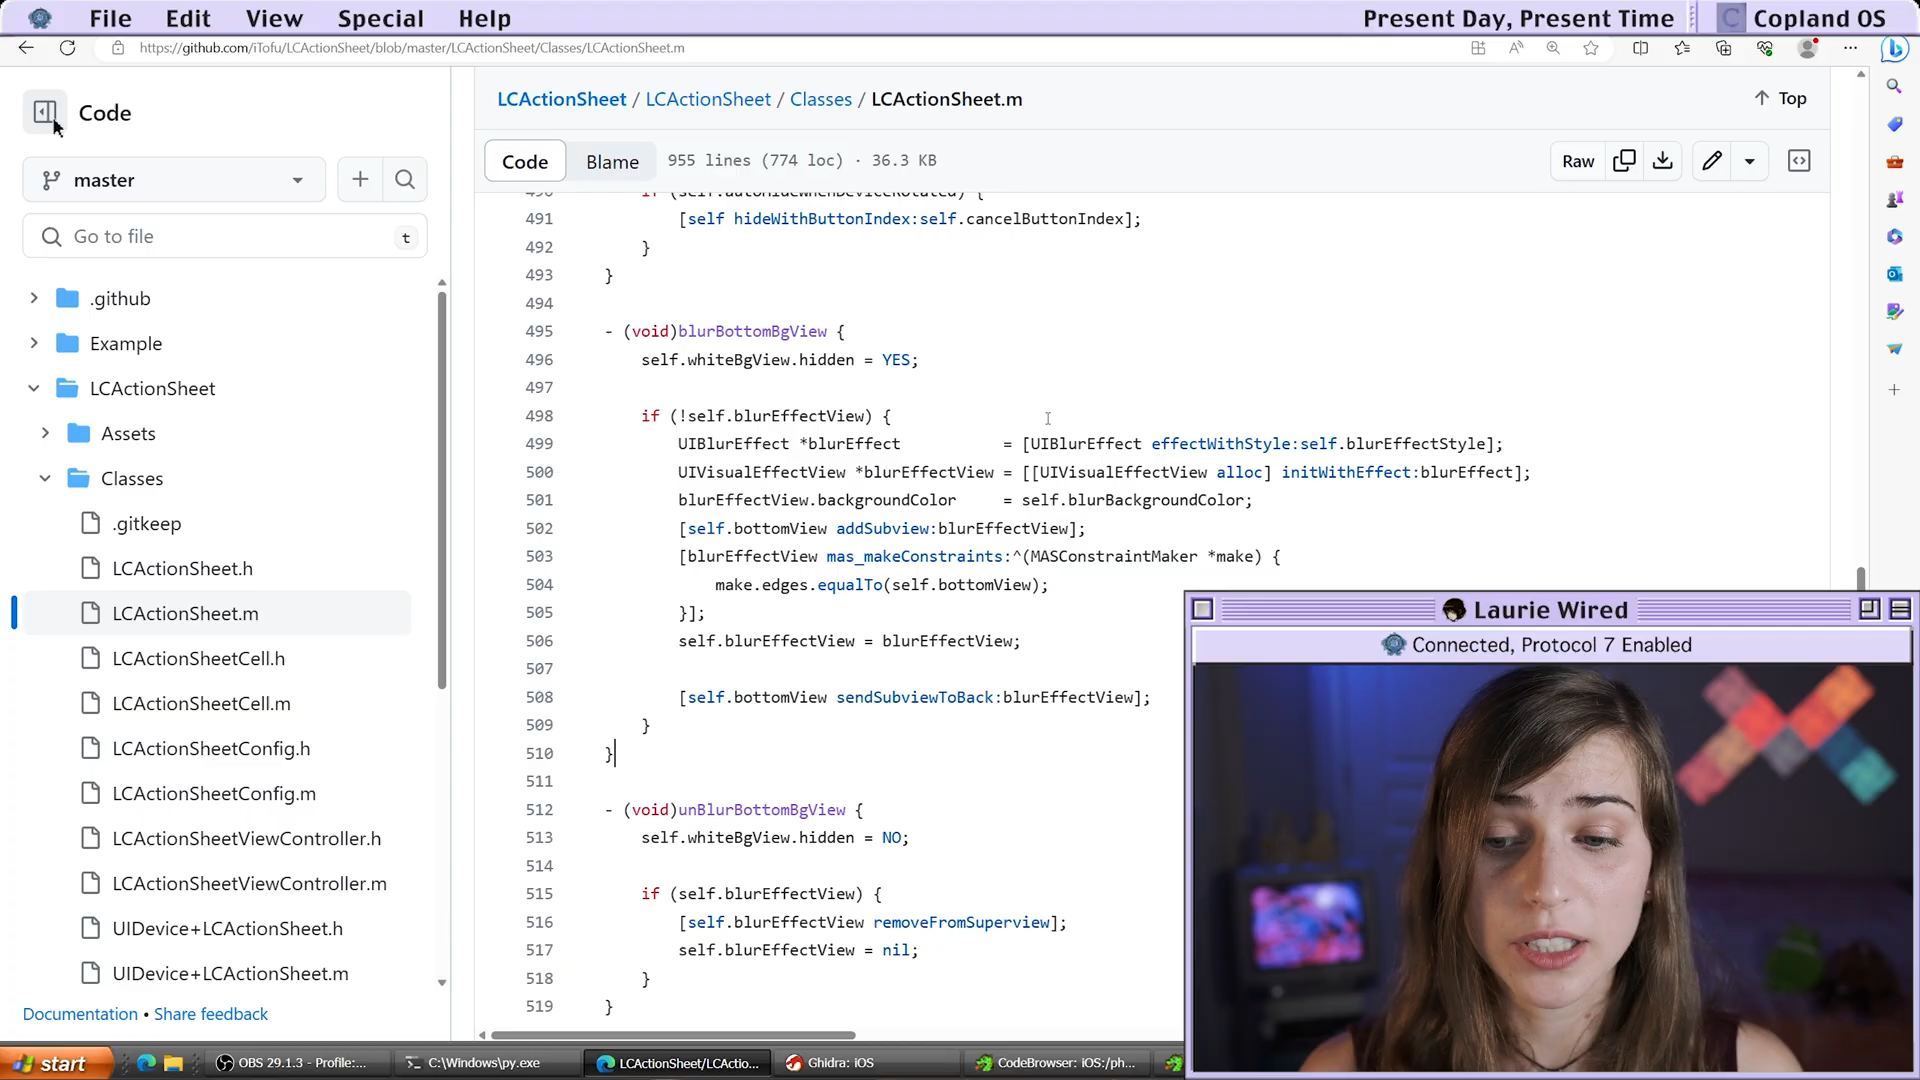 File Edit View Special Help
Present Day, Present Time
Copland OS
https://github.com/iTofu/LCActionSheet/blob/master/LCActionSheet/Classes/LCActionSheet.m
Code
master
Go to file
t
.github
Example
LCActionSheet
Assets
Classes
.gitkeep
LCActionSheet.h
LCActionSheet.m
LCActionSheetCell.h
LCActionSheetCell.m
LCActionSheetConfig.h
LCActionSheetConfig.m
LCActionSheetViewController.h
LCActionSheetViewController.m
UIDevice+LCActionSheet.h
UIDevice+LCActionSheet.m
Documentation • Share feedback
LCActionSheet / LCActionSheet / Classes / LCActionSheet.m
Top
Code Blame 955 lines (774 loc) · 36.3 KB
Raw
490 if (self.autoHideWhenDeviceRotated) {
491 [self hideWithButtonIndex:self.cancelButtonIndex];
492 }
493 }
494
495 - (void)blurBottomBgView {
496 self.whiteBgView.hidden = YES;
497
498 if (!self.blurEffectView) {
499 UIBlurEffect *blurEffect = [UIBlurEffect effectWithStyle:self.blurEffectStyle];
500 UIVisualEffectView *blurEffectView = [[UIVisualEffectView alloc] initWithEffect:blurEffect];
501 blurEffectView.backgroundColor = self.blurBackgroundColor;
502 [self.bottomView addSubview:blurEffectView];
503 [blurEffectView mas_makeConstraints:^(MASConstraintMaker *make) {
504 make.edges.equalTo(self.bottomView);
505 }];
506 self.blurEffectView = blurEffectView;
507
508 [self.bottomView sendSubviewToBack:blurEffectView];
509 }
510 }
511
512 - (void)unBlurBottomBgView {
513 self.whiteBgView.hidden = NO;
514
515 if (self.blurEffectView) {
516 [self.blurEffectView removeFromSuperview];
517 self.blurEffectView = nil;
518 }
519 }
Laurie Wired
Connected, Protocol 7 Enabled
start
OBS 29.1.3 - Profile:...
C:\Windows\py.exe
LCActionSheet/LCActio...
Ghidra: iOS
CodeBrowser: iOS:/ph...